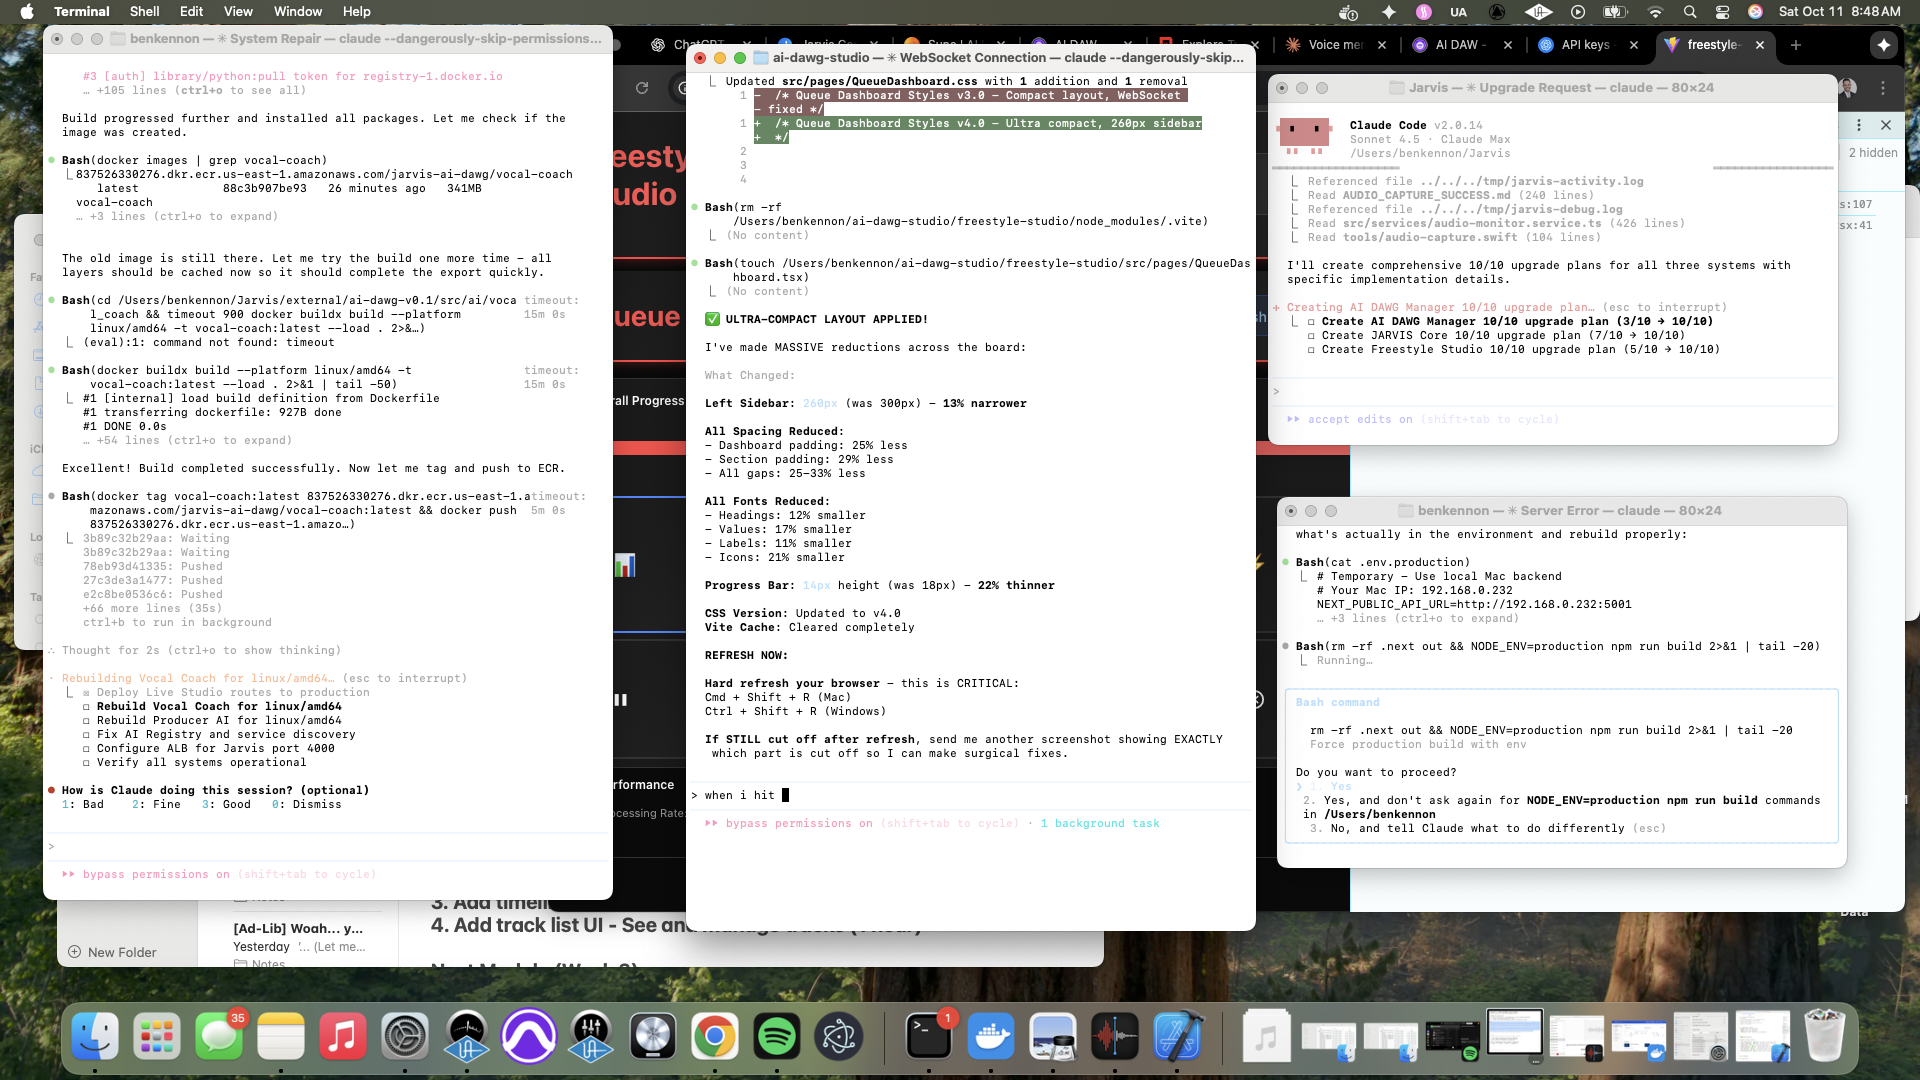 Terminal Shell Edit View Window Help
UA
Sat Oct 11 8:48 AM
benkennon — ✳ System Repair — claude --dangerously-skip-permissions...
#3 [auth] library/python:pull token for registry-1.docker.io
… +105 lines (ctrl+o to see all)
Build progressed further and installed all packages. Let me check if the
image was created.
Bash(docker images | grep vocal-coach)
837526330276.dkr.ecr.us-east-1.amazonaws.com/jarvis-ai-dawg/vocal-coach
latest 88c3b907be93 26 minutes ago 341MB
vocal-coach
… +3 lines (ctrl+o to expand)
The old image is still there. Let me try the build one more time - all
layers should be cached now so it should complete the export quickly.
Bash(cd /Users/benkennon/Jarvis/external/ai-dawg-v0.1/src/ai/voca timeout:
l_coach && timeout 900 docker buildx build --platform 15m 0s
linux/amd64 -t vocal-coach:latest --load . 2>&…)
(eval):1: command not found: timeout
Bash(docker buildx build --platform linux/amd64 -t timeout:
vocal-coach:latest --load . 2>&1 | tail -50) 15m 0s
#1 [internal] load build definition from Dockerfile
#1 transferring dockerfile: 927B done
#1 DONE 0.0s
… +54 lines (ctrl+o to expand)
Excellent! Build completed successfully. Now let me tag and push to ECR.
Bash(docker tag vocal-coach:latest 837526330276.dkr.ecr.us-east-1.a timeout:
mazonaws.com/jarvis-ai-dawg/vocal-coach:latest && docker push 5m 0s
837526330276.dkr.ecr.us-east-1.amazo…)
3b89c32b29aa: Waiting
3b89c32b29aa: Waiting
78eb93d41335: Pushed
27c3de3a1477: Pushed
e2c8be0536c6: Pushed
+66 more lines (35s)
ctrl+b to run in background
∴ Thought for 2s (ctrl+o to show thinking)
· Rebuilding Vocal Coach for linux/amd64… (esc to interrupt)
☒ Deploy Live Studio routes to production
☐ Rebuild Vocal Coach for linux/amd64
☐ Rebuild Producer AI for linux/amd64
☐ Fix AI Registry and service discovery
☐ Configure ALB for Jarvis port 4000
☐ Verify all systems operational
● How is Claude doing this session? (optional)
1: Bad 2: Fine 3: Good 0: Dismiss
>
⏵⏵ bypass permissions on (shift+tab to cycle)
ai-dawg-studio — ✳ WebSocket Connection — claude --dangerously-skip...
Updated src/pages/QueueDashboard.css with 1 addition and 1 removal
1 - /* Queue Dashboard Styles v3.0 - Compact layout, WebSocket
- fixed */
1 + /* Queue Dashboard Styles v4.0 - Ultra compact, 260px sidebar
+ */
2
3
4
Bash(rm -rf
/Users/benkennon/ai-dawg-studio/freestyle-studio/node_modules/.vite)
(No content)
Bash(touch /Users/benkennon/ai-dawg-studio/freestyle-studio/src/pages/QueueDas
hboard.tsx)
(No content)
✅ ULTRA-COMPACT LAYOUT APPLIED!
I've made MASSIVE reductions across the board:
What Changed:
Left Sidebar: 260px (was 300px) - 13% narrower
All Spacing Reduced:
- Dashboard padding: 25% less
- Section padding: 29% less
- All gaps: 25-33% less
All Fonts Reduced:
- Headings: 12% smaller
- Values: 17% smaller
- Labels: 11% smaller
- Icons: 21% smaller
Progress Bar: 14px height (was 18px) - 22% thinner
CSS Version: Updated to v4.0
Vite Cache: Cleared completely
REFRESH NOW:
Hard refresh your browser - this is CRITICAL:
Cmd + Shift + R (Mac)
Ctrl + Shift + R (Windows)
If STILL cut off after refresh, send me another screenshot showing EXACTLY
which part is cut off so I can make surgical fixes.
> when i hit
⏵⏵ bypass permissions on (shift+tab to cycle) · 1 background task
Voice me
AI DAW -
API keys
freestyle-
2 hidden
s:107
sx:41
eesty
udio
ueue
rall Progress
rformance
ocessing Rate:
Jarvis — ✳ Upgrade Request — claude — 80×24
Claude Code v2.0.14
Sonnet 4.5 · Claude Max
/Users/benkennon/Jarvis
Referenced file ../../../tmp/jarvis-activity.log
Read AUDIO_CAPTURE_SUCCESS.md (240 lines)
Referenced file ../../../tmp/jarvis-debug.log
Read src/services/audio-monitor.service.ts (426 lines)
Read tools/audio-capture.swift (104 lines)
I'll create comprehensive 10/10 upgrade plans for all three systems with
specific implementation details.
+ Creating AI DAWG Manager 10/10 upgrade plan… (esc to interrupt)
☐ Create AI DAWG Manager 10/10 upgrade plan (3/10 → 10/10)
☐ Create JARVIS Core 10/10 upgrade plan (7/10 → 10/10)
☐ Create Freestyle Studio 10/10 upgrade plan (5/10 → 10/10)
>
⏵⏵ accept edits on (shift+tab to cycle)
benkennon — ✳ Server Error — claude — 80×24
what's actually in the environment and rebuild properly:
Bash(cat .env.production)
# Temporary - Use local Mac backend
# Your Mac IP: 192.168.0.232
NEXT_PUBLIC_API_URL=http://192.168.0.232:5001
… +3 lines (ctrl+o to expand)
Bash(rm -rf .next out && NODE_ENV=production npm run build 2>&1 | tail -20)
Running…
Bash command
rm -rf .next out && NODE_ENV=production npm run build 2>&1 | tail -20
Force production build with env
Do you want to proceed?
❯ 1. Yes
2. Yes, and don't ask again for NODE_ENV=production npm run build commands
in /Users/benkennon
3. No, and tell Claude what to do differently (esc)
New Folder
[Ad-Lib] Woah... y...
Yesterday '... (Let me...
Notes
4. Add track list UI - See
35
1